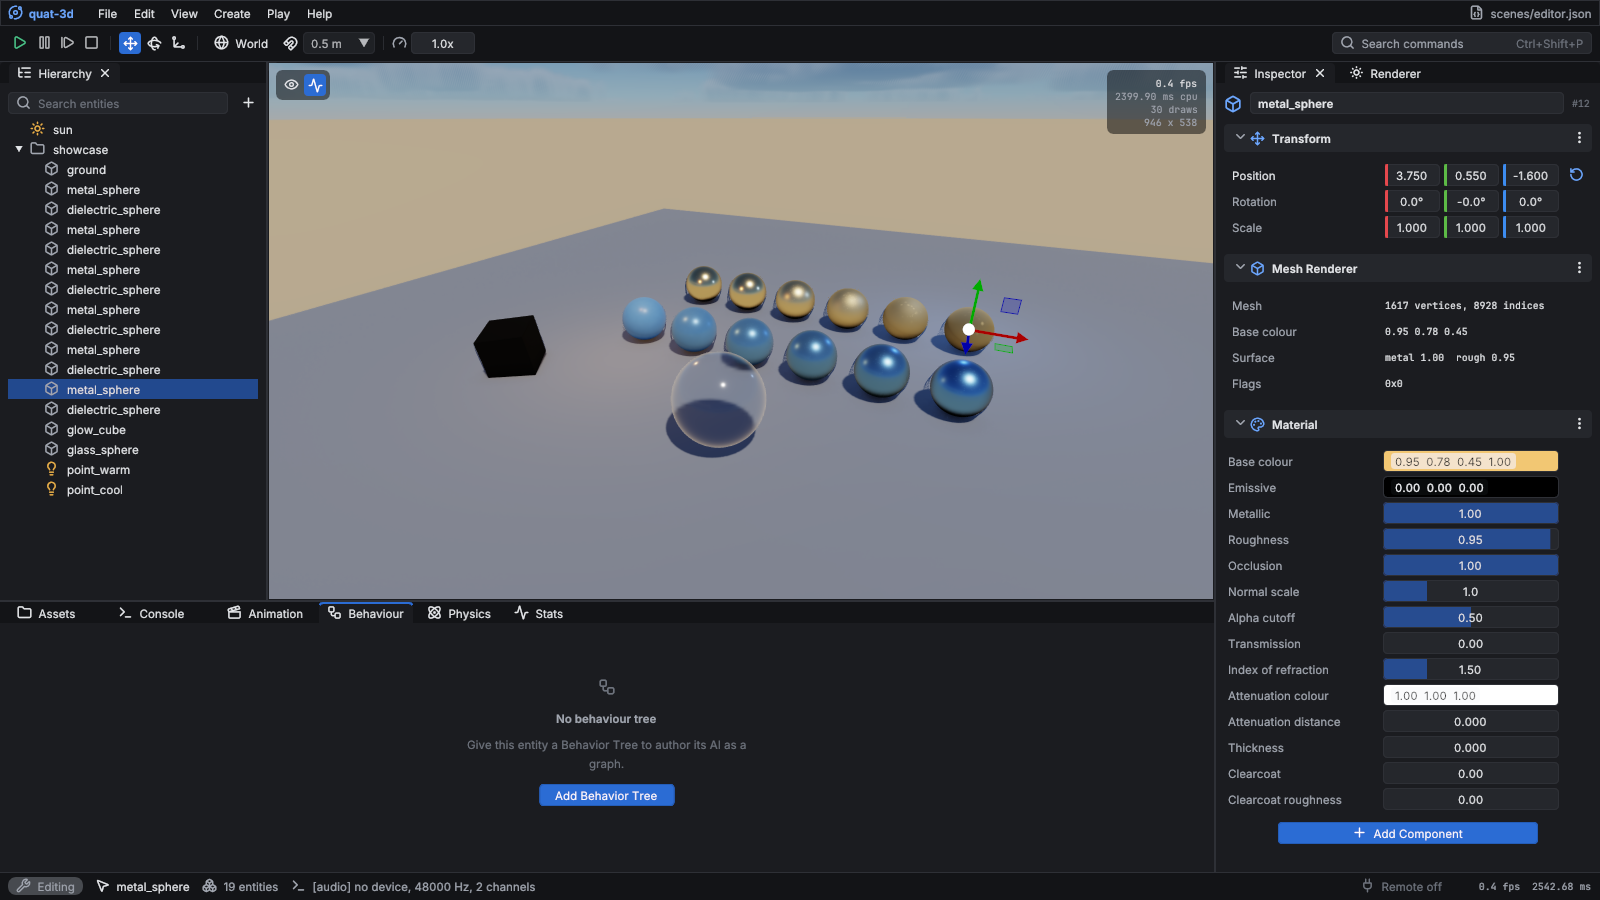 quat-3d File Edit View Create Play Help scenes/editor.json
World 0.5 m 1.0x Search commands Ctrl+Shift+P
Hierarchy
Search entities
sun
showcase
ground
metal_sphere
dielectric_sphere
metal_sphere
dielectric_sphere
metal_sphere
dielectric_sphere
metal_sphere
dielectric_sphere
metal_sphere
dielectric_sphere
metal_sphere
dielectric_sphere
glow_cube
glass_sphere
point_warm
point_cool
0.4 fps
2399.90 ms cpu
30 draws
946 x 538
Inspector Renderer
metal_sphere #12
Transform
Position 3.750 0.550 -1.600
Rotation 0.0° -0.0° 0.0°
Scale 1.000 1.000 1.000
Mesh Renderer
Mesh 1617 vertices, 8928 indices
Base colour 0.95 0.78 0.45
Surface metal 1.00 rough 0.95
Flags 0x0
Material
Base colour 0.95 0.78 0.45 1.00
Emissive 0.00 0.00 0.00
Metallic 1.00
Roughness 0.95
Occlusion 1.00
Normal scale 1.0
Alpha cutoff 0.50
Transmission 0.00
Index of refraction 1.50
Attenuation colour 1.00 1.00 1.00
Attenuation distance 0.000
Thickness 0.000
Clearcoat 0.00
Clearcoat roughness 0.00
Add Component
Assets Console Animation Behaviour Physics Stats
No behaviour tree
Give this entity a Behavior Tree to author its AI as a
graph.
Add Behavior Tree
Editing metal_sphere 19 entities [audio] no device, 48000 Hz, 2 channels Remote off 0.4 fps 2542.68 ms